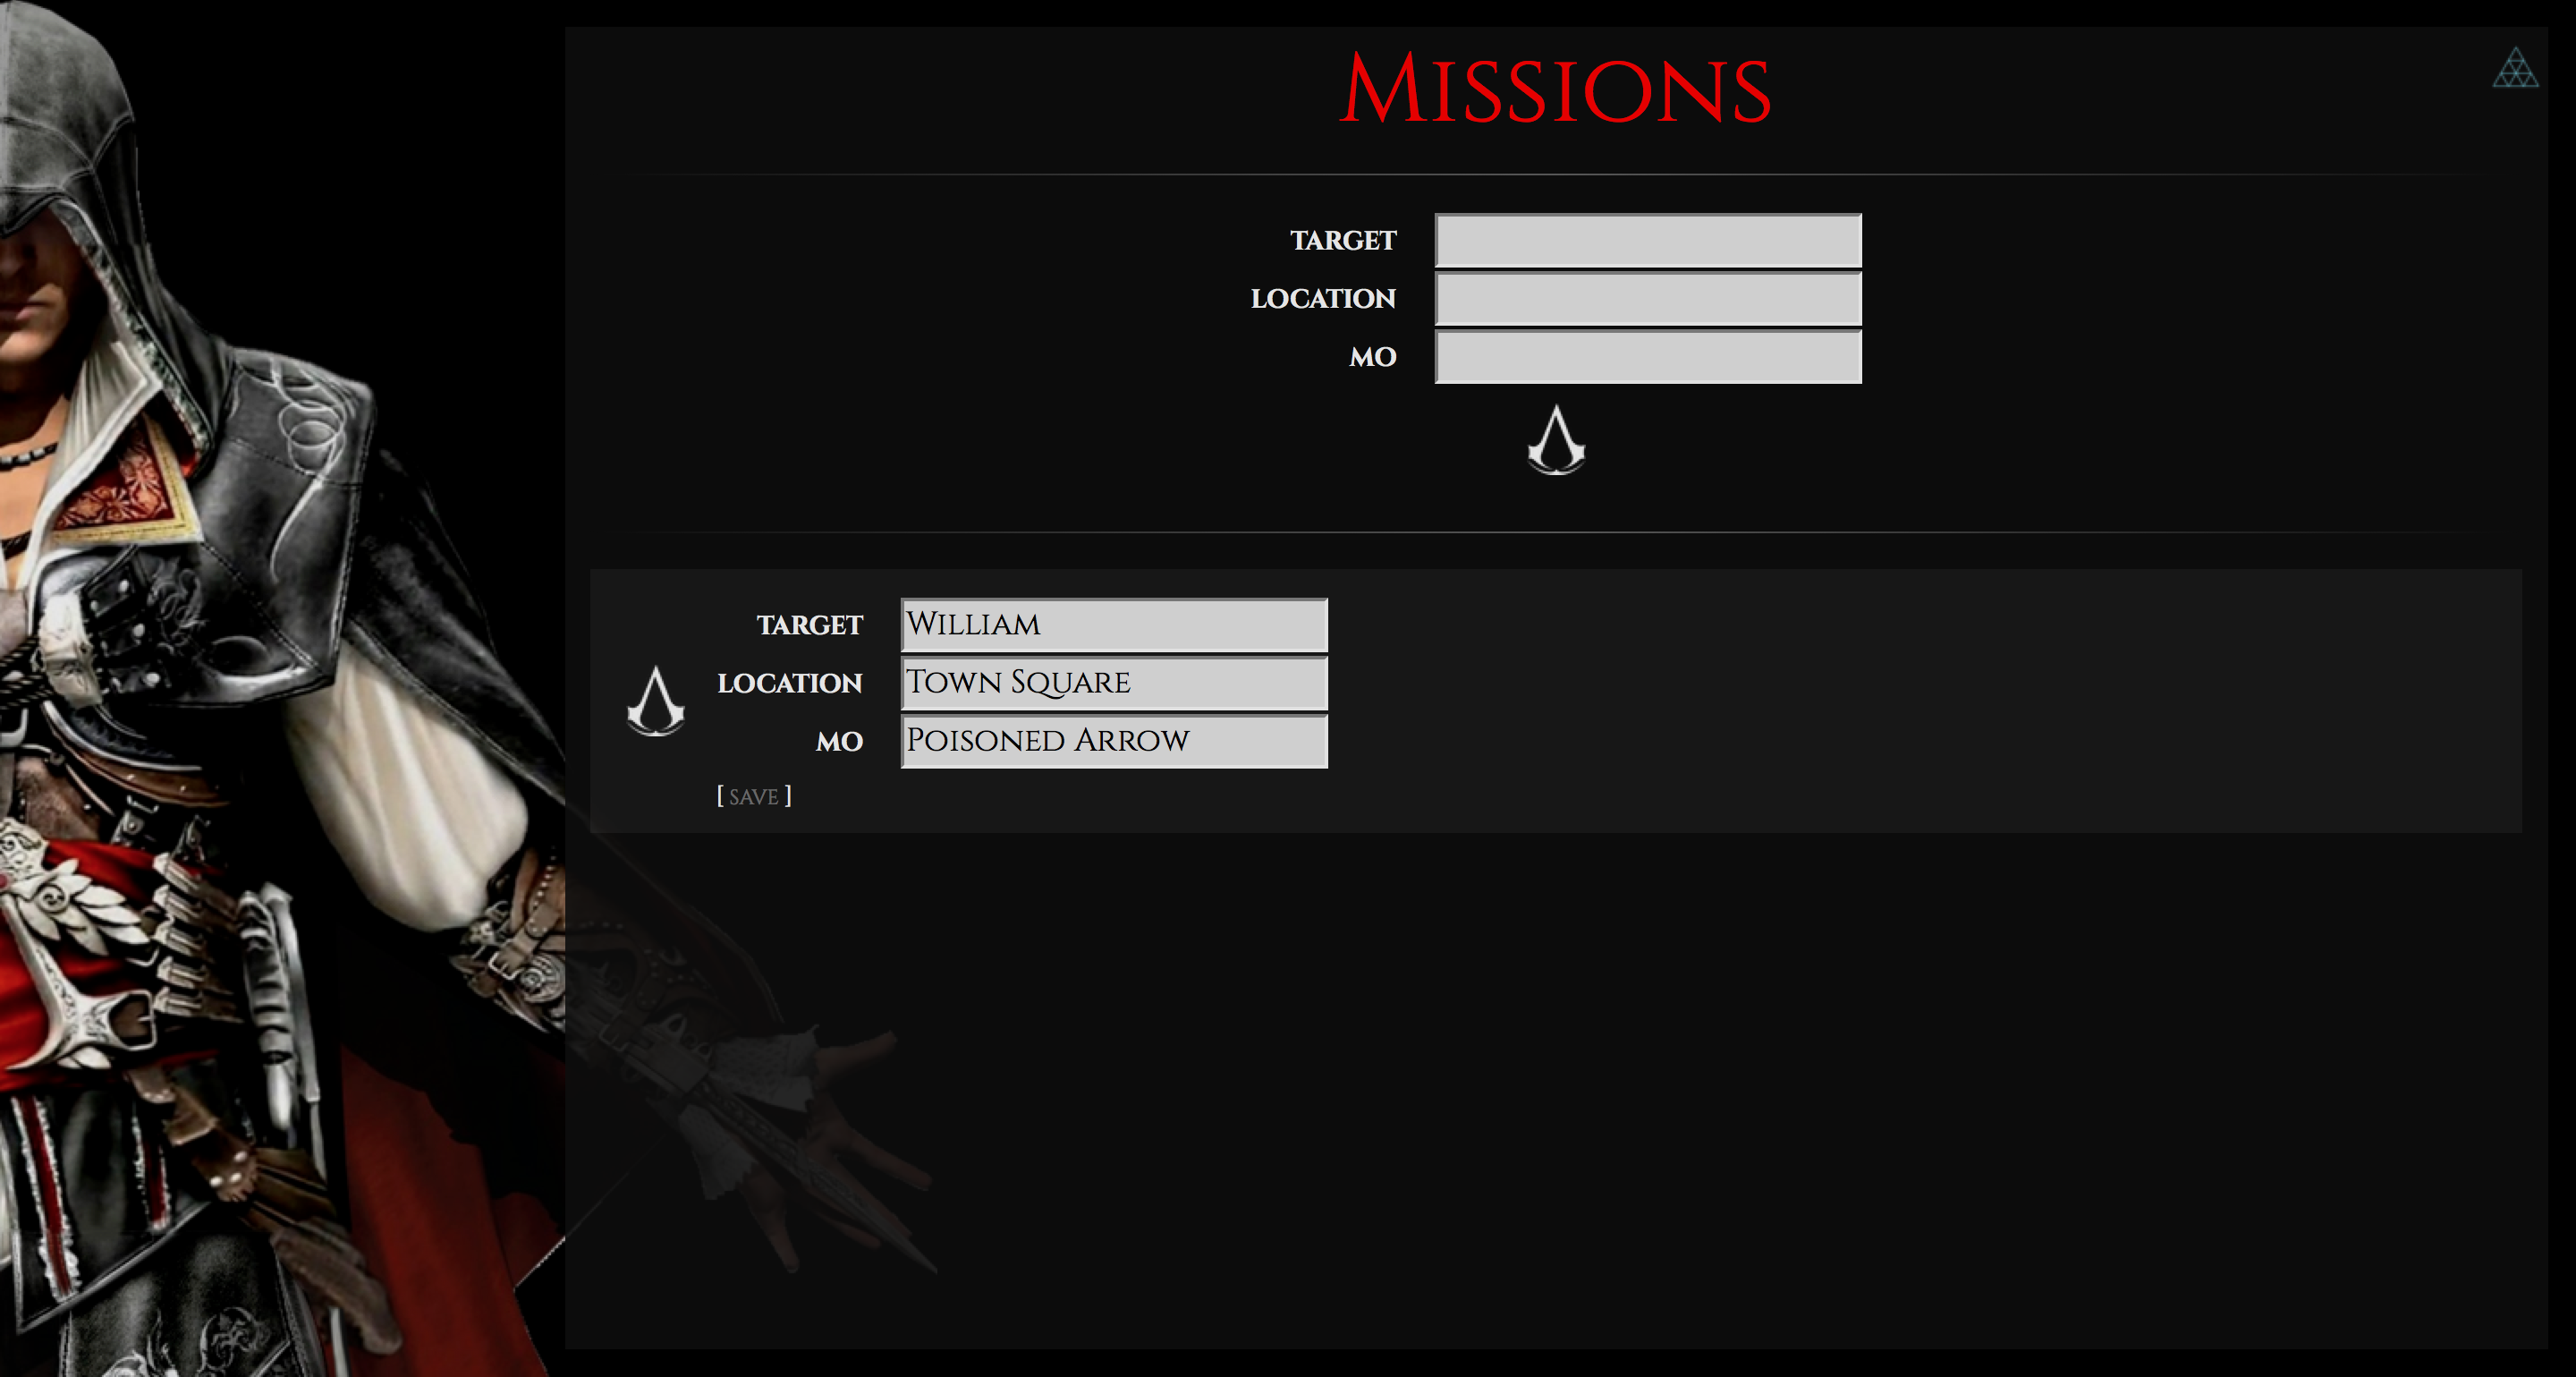 Missions
TARGET
LOCATION
MO
TARGET William
LOCATION Town Square
MO Poisoned Arrow
[ SAVE ]